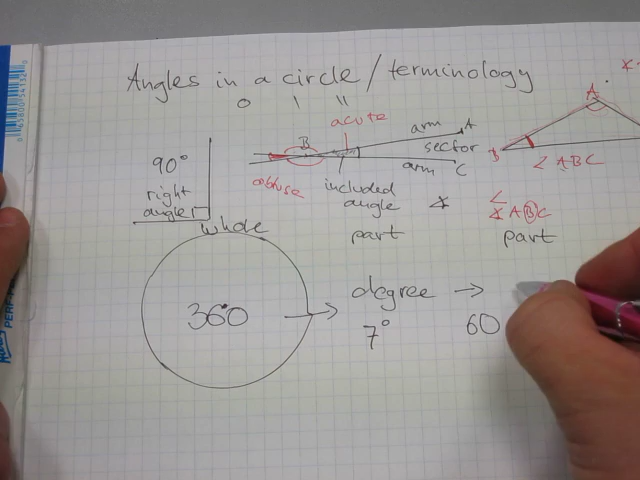 Angles in a circle / terminology
° ' "
90°
right
angle
acute
B
arm
A
sector
arm
C
obtuse
included
angle
∡
part
A
B
∠ ABC
∠
∡ ABC
part
whole
360
degree →
7°
60